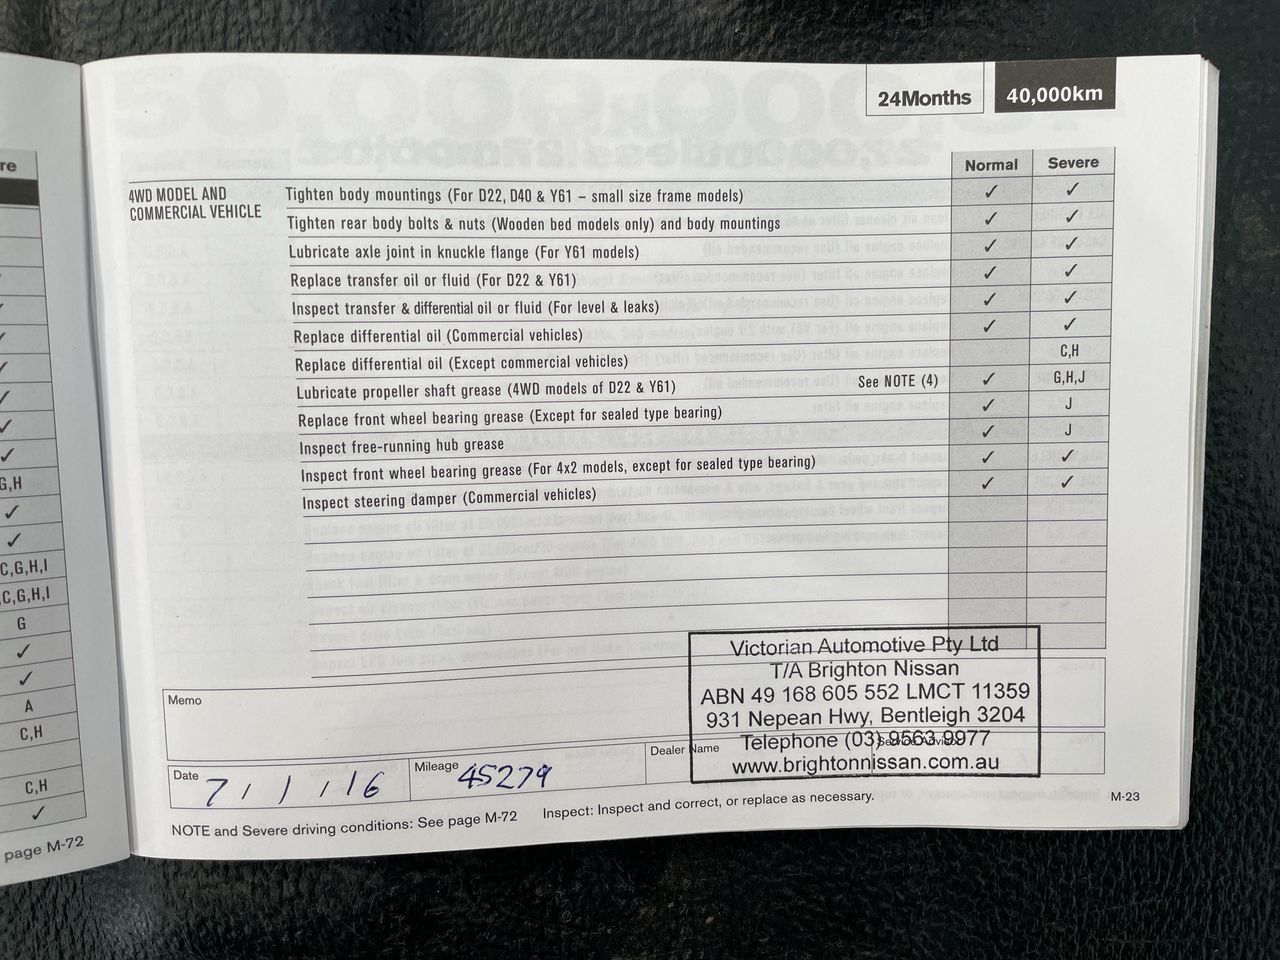 24Months 40,000km
re
Normal Severe
4WD MODEL AND
COMMERCIAL VEHICLE
Tighten body mountings (For D22, D40 & Y61 – small size frame models) ✓ ✓
Tighten rear body bolts & nuts (Wooden bed models only) and body mountings ✓ ✓
Lubricate axle joint in knuckle flange (For Y61 models) ✓ ✓
Replace transfer oil or fluid (For D22 & Y61) ✓ ✓
Inspect transfer & differential oil or fluid (For level & leaks) ✓ ✓
Replace differential oil (Commercial vehicles) ✓ ✓
Replace differential oil (Except commercial vehicles) C,H
Lubricate propeller shaft grease (4WD models of D22 & Y61) See NOTE (4) ✓ G,H,J
Replace front wheel bearing grease (Except for sealed type bearing) ✓ J
Inspect free-running hub grease ✓ J
Inspect front wheel bearing grease (For 4x2 models, except for sealed type bearing) ✓ ✓
Inspect steering damper (Commercial vehicles) ✓ ✓
G,H
✓
✓
C,G,H,I
C,G,H,I
G
✓
✓
A
C,H
C,H
✓
page M-72
Victorian Automotive Pty Ltd
T/A Brighton Nissan
ABN 49 168 605 552 LMCT 11359
931 Nepean Hwy, Bentleigh 3204
Telephone (03) 9563 9977
www.brightonnissan.com.au
Memo
Date 7 / 1 / 16
Mileage 45279
Dealer Name
Service Advisor
NOTE and Severe driving conditions: See page M-72 Inspect: Inspect and correct, or replace as necessary.
M-23